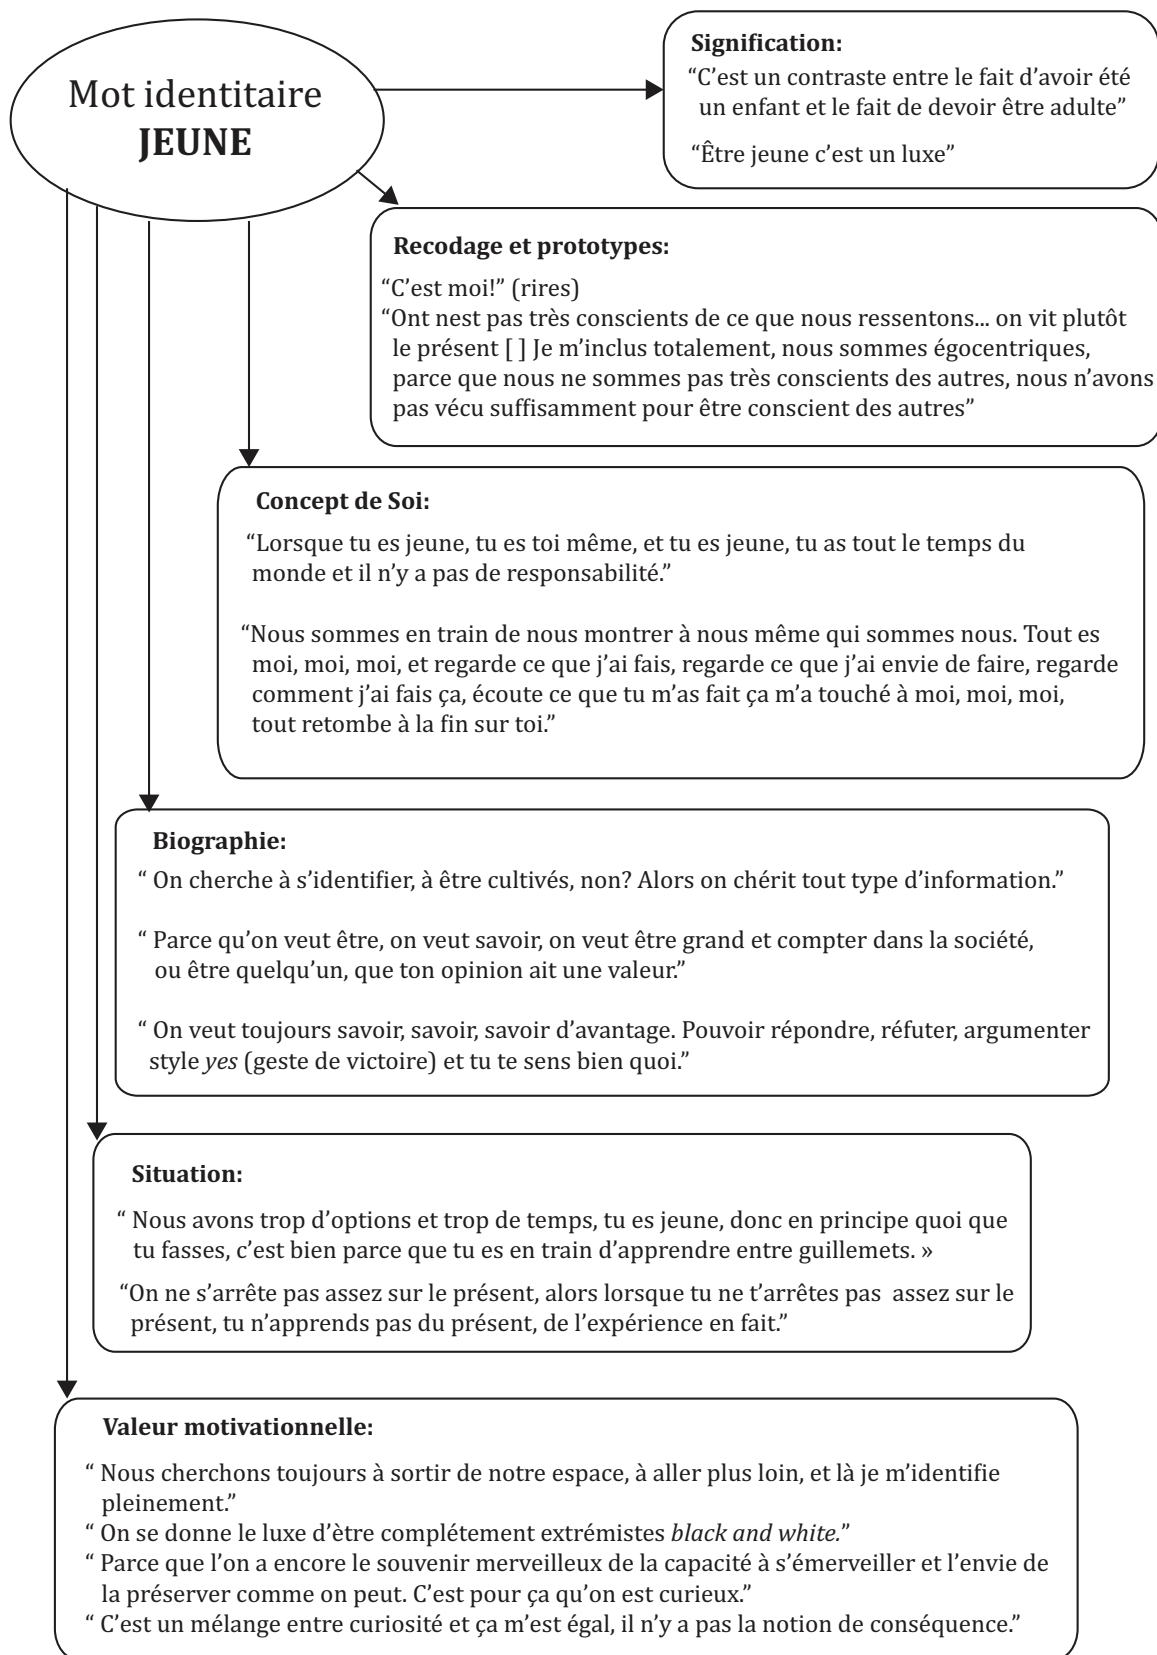 Mot identitaire
JEUNE
Signification:
“C’est un contraste entre le fait d’avoir été
un enfant et le fait de devoir être adulte”
“Être jeune c’est un luxe”
Recodage et prototypes:
“C’est moi!” (rires)
“Ont nest pas très conscients de ce que nous ressentons... on vit plutôt
le présent [ ] Je m’inclus totalement, nous sommes égocentriques,
parce que nous ne sommes pas très conscients des autres, nous n’avons
pas vécu suffisamment pour être conscient des autres”
Concept de Soi:
“Lorsque tu es jeune, tu es toi même, et tu es jeune, tu as tout le temps du
monde et il n’y a pas de responsabilité.”
“Nous sommes en train de nous montrer à nous même qui sommes nous. Tout es
moi, moi, moi, et regarde ce que j’ai fais, regarde ce que j’ai envie de faire, regarde
comment j’ai fais ça, écoute ce que tu m’as fait ça m’a touché à moi, moi, moi,
tout retombe à la fin sur toi.”
Biographie:
“ On cherche à s’identifier, à être cultivés, non? Alors on chérit tout type d’information.”
“ Parce qu’on veut être, on veut savoir, on veut être grand et compter dans la société,
ou être quelqu’un, que ton opinion ait une valeur.”
“ On veut toujours savoir, savoir, savoir d’avantage. Pouvoir répondre, réfuter, argumenter
style yes (geste de victoire) et tu te sens bien quoi.”
Situation:
“ Nous avons trop d’options et trop de temps, tu es jeune, donc en principe quoi que
tu fasses, c’est bien parce que tu es en train d’apprendre entre guillemets. »
“On ne s’arrête pas assez sur le présent, alors lorsque tu ne t’arrêtes pas assez sur le
présent, tu n’apprends pas du présent, de l’expérience en fait.”
Valeur motivationnelle:
“ Nous cherchons toujours à sortir de notre espace, à aller plus loin, et là je m’identifie
pleinement.”
“ On se donne le luxe d’ètre complétement extrémistes black and white.”
“ Parce que l’on a encore le souvenir merveilleux de la capacité à s’émerveiller et l’envie de
la préserver comme on peut. C’est pour ça qu’on est curieux.”
“ C’est un mélange entre curiosité et ça m’est égal, il n’y a pas la notion de conséquence.”